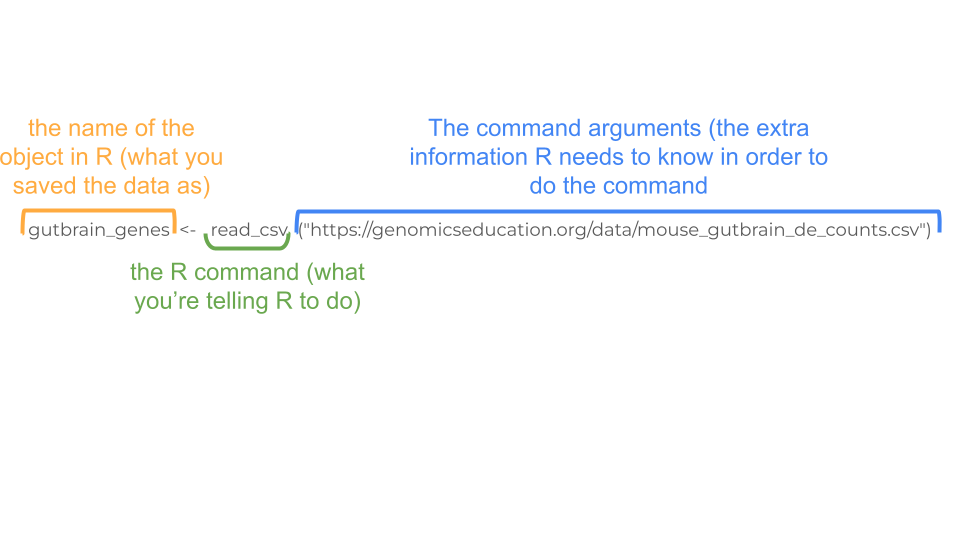 the name of the
object in R (what you
saved the data as)
The command arguments (the extra
information R needs to know in order to
do the command
gutbrain_genes <- read_csv ("https://genomicseducation.org/data/mouse_gutbrain_de_counts.csv")
the R command (what
you’re telling R to do)